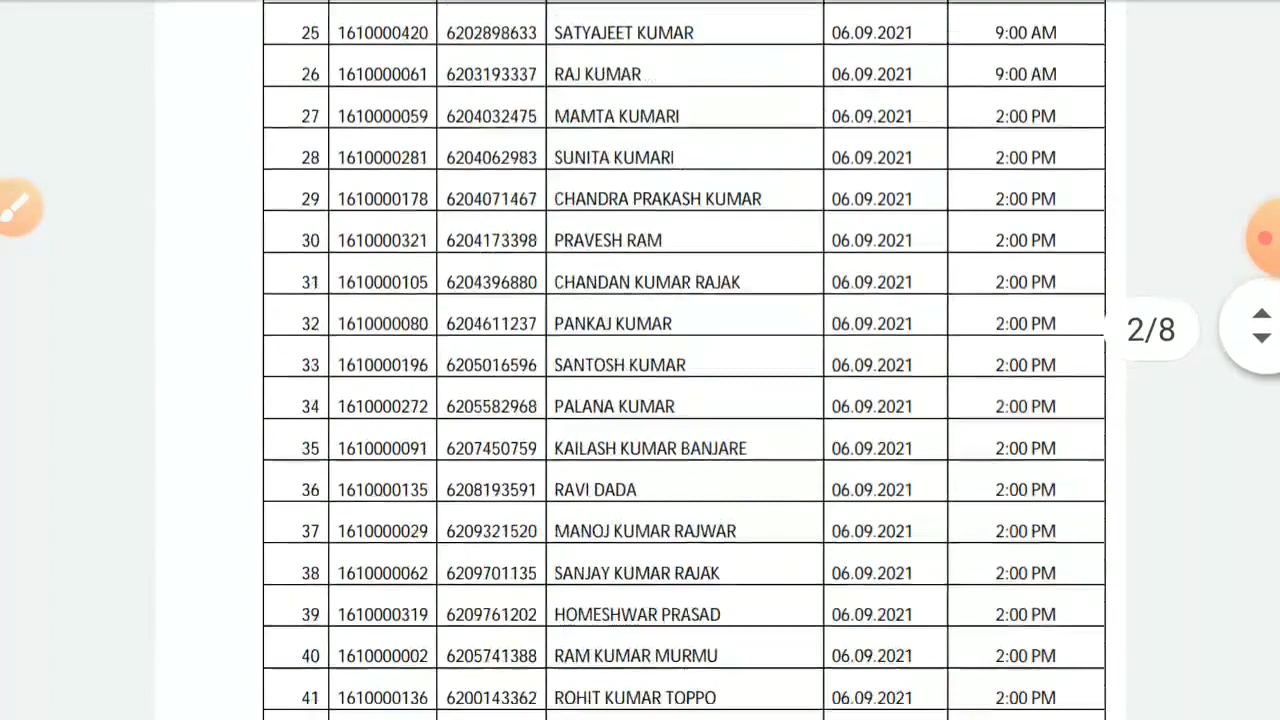 25 1610000420 6202898633 SATYAJEET KUMAR 06.09.2021 9:00 AM
26 1610000061 6203193337 RAJ KUMAR 06.09.2021 9:00 AM
27 1610000059 6204032475 MAMTA KUMARI 06.09.2021 2:00 PM
28 1610000281 6204062983 SUNITA KUMARI 06.09.2021 2:00 PM
29 1610000178 6204071467 CHANDRA PRAKASH KUMAR 06.09.2021 2:00 PM
30 1610000321 6204173398 PRAVESH RAM 06.09.2021 2:00 PM
31 1610000105 6204396880 CHANDAN KUMAR RAJAK 06.09.2021 2:00 PM
32 1610000080 6204611237 PANKAJ KUMAR 06.09.2021 2:00 PM
2/8
33 1610000196 6205016596 SANTOSH KUMAR 06.09.2021 2:00 PM
34 1610000272 6205582968 PALANA KUMAR 06.09.2021 2:00 PM
35 1610000091 6207450759 KAILASH KUMAR BANJARE 06.09.2021 2:00 PM
36 1610000135 6208193591 RAVI DADA 06.09.2021 2:00 PM
37 1610000029 6209321520 MANOJ KUMAR RAJWAR 06.09.2021 2:00 PM
38 1610000062 6209701135 SANJAY KUMAR RAJAK 06.09.2021 2:00 PM
39 1610000319 6209761202 HOMESHWAR PRASAD 06.09.2021 2:00 PM
40 1610000002 6205741388 RAM KUMAR MURMU 06.09.2021 2:00 PM
41 1610000136 6200143362 ROHIT KUMAR TOPPO 06.09.2021 2:00 PM